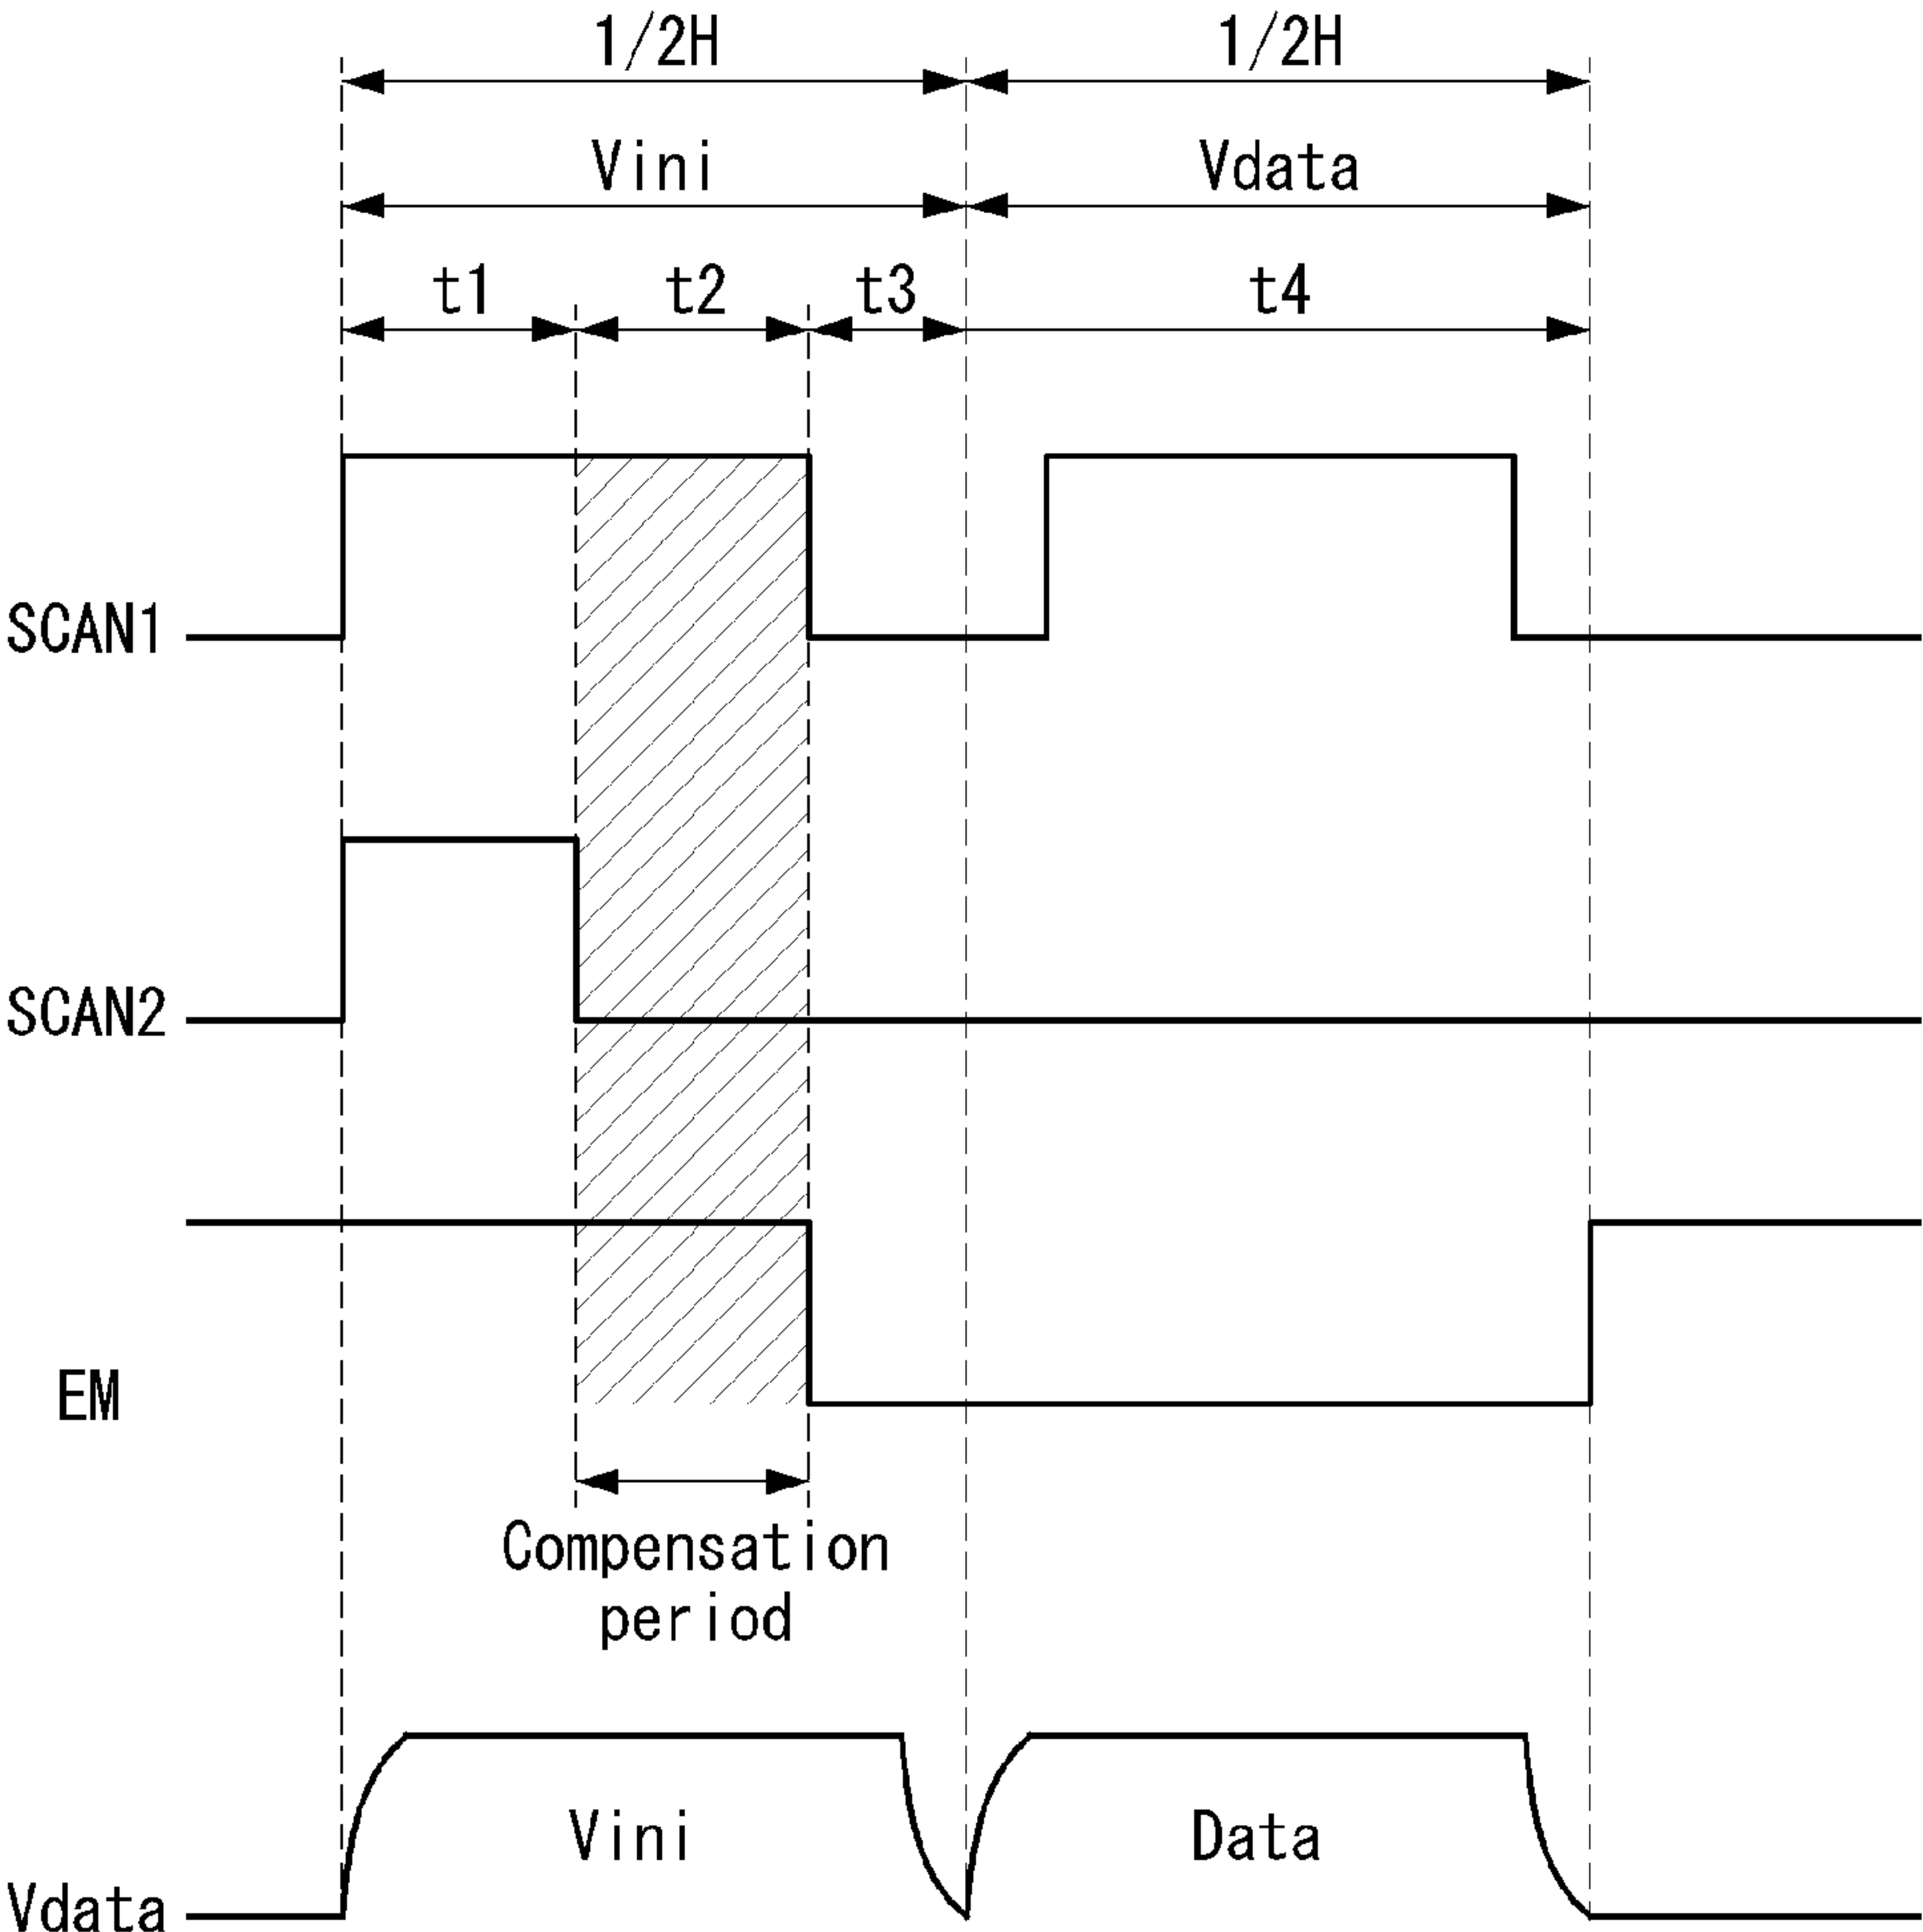 1/2H 1/2H
Vini Vdata
t1 t2 t3 t4
SCAN1
SCAN2
EM
Compensation
period
Vini Data
Vdata